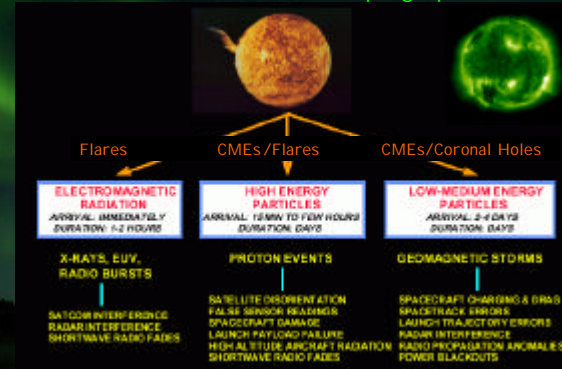 Flares
CMEs/Flares
CMEs/Coronal Holes
ELECTROMAGNETIC
RADIATION
ARRIVAL: IMMEDIATELY
DURATION: 1-2 HOURS
HIGH ENERGY
PARTICLES
ARRIVAL: 15 MIN TO FEW HOURS
DURATION: DAYS
LOW-MEDIUM ENERGY
PARTICLES
ARRIVAL: 2-4 DAYS
DURATION: DAYS
X-RAYS, EUV,
RADIO BURSTS
PROTON EVENTS
GEOMAGNETIC STORMS
SATCOM INTERFERENCE
RADAR INTERFERENCE
SHORTWAVE RADIO FADES
SATELLITE DISORIENTATION
FALSE SENSOR READINGS
SPACECRAFT DAMAGE
LAUNCH PAYLOAD FAILURE
HIGH ALTITUDE AIRCRAFT RADIATION
SHORTWAVE RADIO FADES
SPACECRAFT CHARGING & DRAG
SPACETRACK ERRORS
LAUNCH TRAJECTORY ERRORS
RADAR INTERFERENCE
RADIO PROPAGATION ANOMALIES
POWER BLACKOUTS